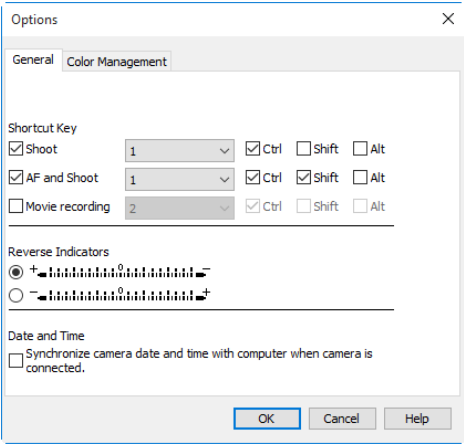 Options
General Color Management
Shortcut Key
Shoot 1 Ctrl Shift Alt
AF and Shoot 1 Ctrl Shift Alt
Movie recording 2 Ctrl Shift Alt
Reverse Indicators
+ 0 −
− 0 +
Date and Time
Synchronize camera date and time with computer when camera is
connected.
OK Cancel Help